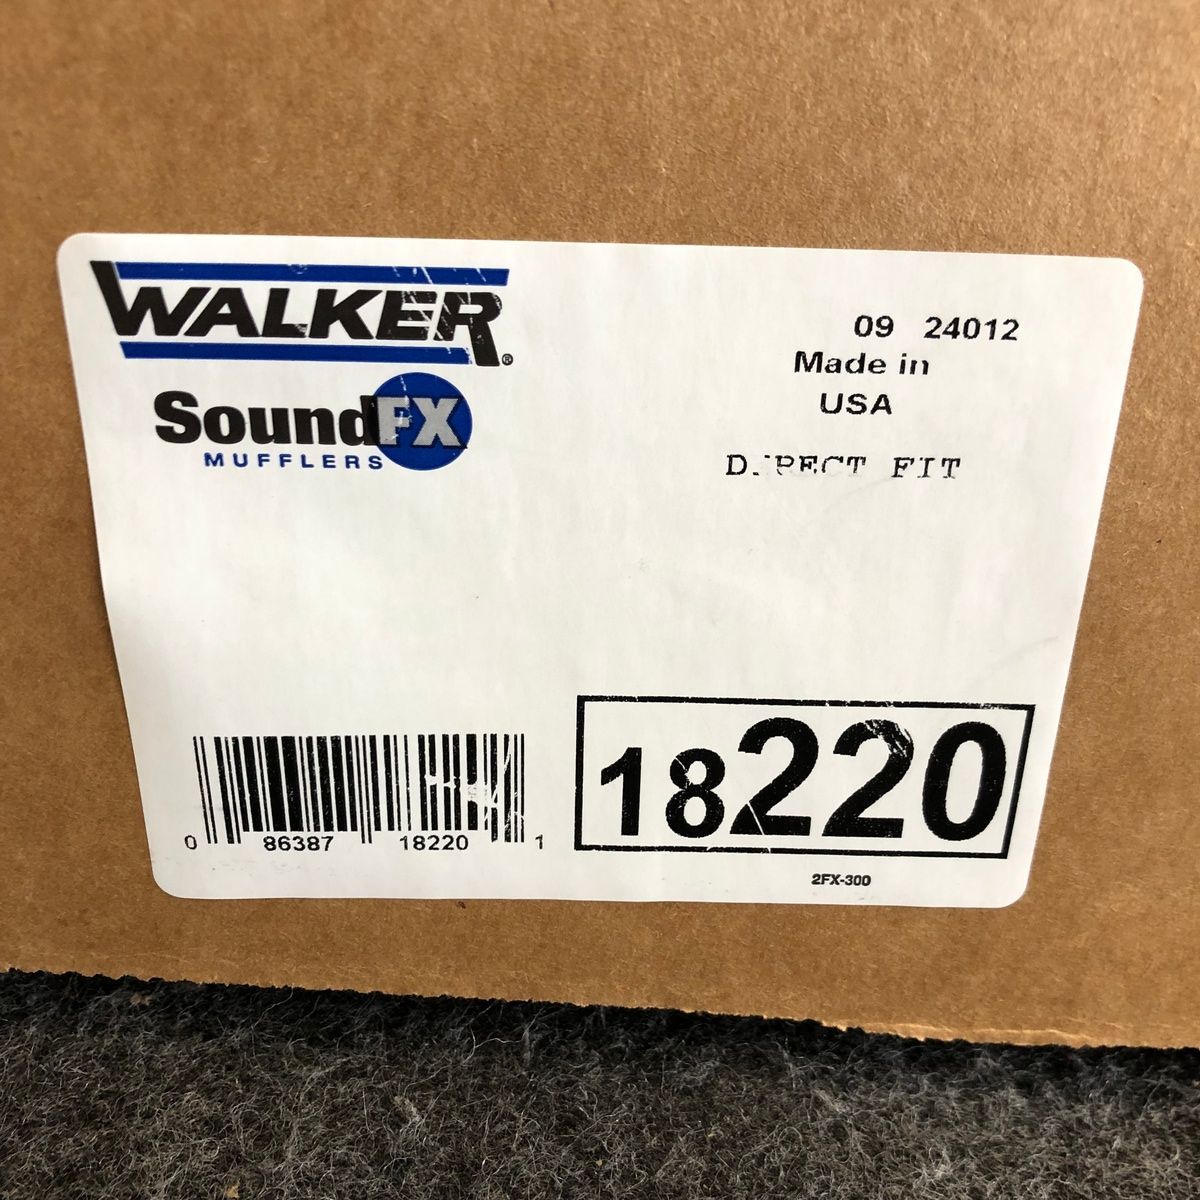 WALKER®
SoundFX
MUFFLERS
09 24012
Made in
USA
DIRECT FIT
0 86387 18220 1
18220
2FX-300